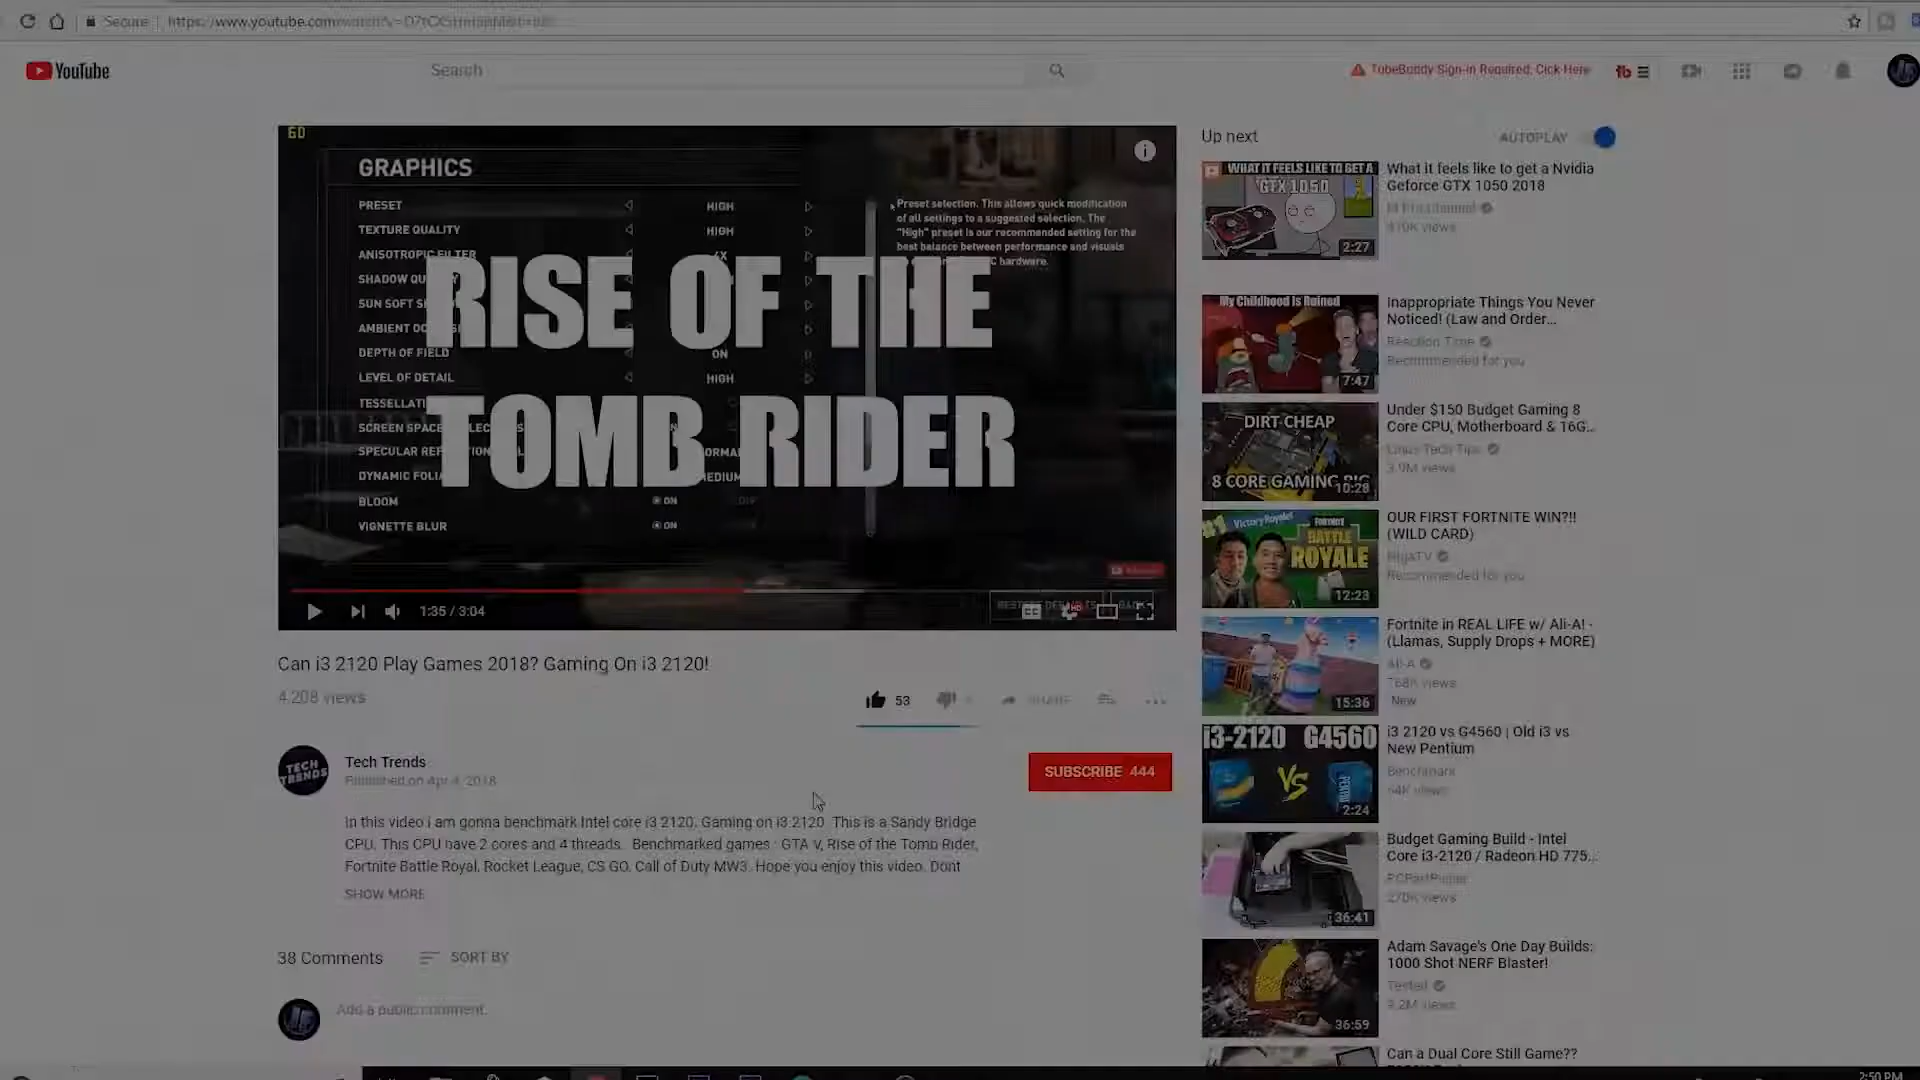 Secure
https://www.youtube.com
YouTube
Search
TubeBuddy Sign-in Required, Click Here
60
GRAPHICS
PRESET HIGH
TEXTURE QUALITY HIGH
ANISOTROPIC FILTER
SHADOW
SUN SOFT
AMBIENT
DEPTH OF FIELD ON
LEVEL OF DETAIL HIGH
SCREEN SPACE
BLOOM ON
VIGNETTE BLUR ON
Preset selection. This allows quick modification
of all settings to a suggested selection. The
"High" preset is our recommended setting for the
best balance between performance and visuals
hardware.
RISE OF THE
TOMB RIDER
1:35 / 3:04
Can i3 2120 Play Games 2018? Gaming On i3 2120!
4,208 views
53
SHARE
TECH
TRENDS
Tech Trends
Published on Apr 4, 2018
SUBSCRIBE 444
In this video i am gonna benchmark Intel core i3 2120. Gaming on i3 2120 This is a Sandy Bridge
CPU. This CPU have 2 cores and 4 threads. Benchmarked games : GTA V, Rise of the Tomb Rider,
Fortnite Battle Royal, Rocket League, CS GO, Call of Duty MW3. Hope you enjoy this video. Dont
SHOW MORE
38 Comments
SORT BY
Add a public comment...
Up next
AUTOPLAY
WHAT IT FEELS LIKE TO GET A
GTX 1050
2:27
What it feels like to get a Nvidia
Geforce GTX 1050 2018
views
My Childhood Is Ruined
7:47
Inappropriate Things You Never
Noticed! (Law and Order...
Reaction Time
Recommended for you
DIRT CHEAP
8 CORE GAMING
10:28
Under $150 Budget Gaming 8
Core CPU, Motherboard & 16G...
Linus Tech Tips
3.9M views
#1 Victory Royale!
FORTNITE
BATTLE
ROYALE
12:23
OUR FIRST FORTNITE WIN?!!
(WILD CARD)
Recommended for you
15:36
Fortnite in REAL LIFE w/ Ali-A! -
(Llamas, Supply Drops + MORE)
Ali-A
768K views
New
i3-2120 G4560
VS
2:24
i3 2120 vs G4560 | Old i3 vs
New Pentium
Benchmark
views
36:41
Budget Gaming Build - Intel
Core i3-2120 / Radeon HD 775...
PCPartPicker
270K views
36:59
Adam Savage's One Day Builds:
1000 Shot NERF Blaster!
Tested
views
Can a Dual Core Still Game??
2:50 PM